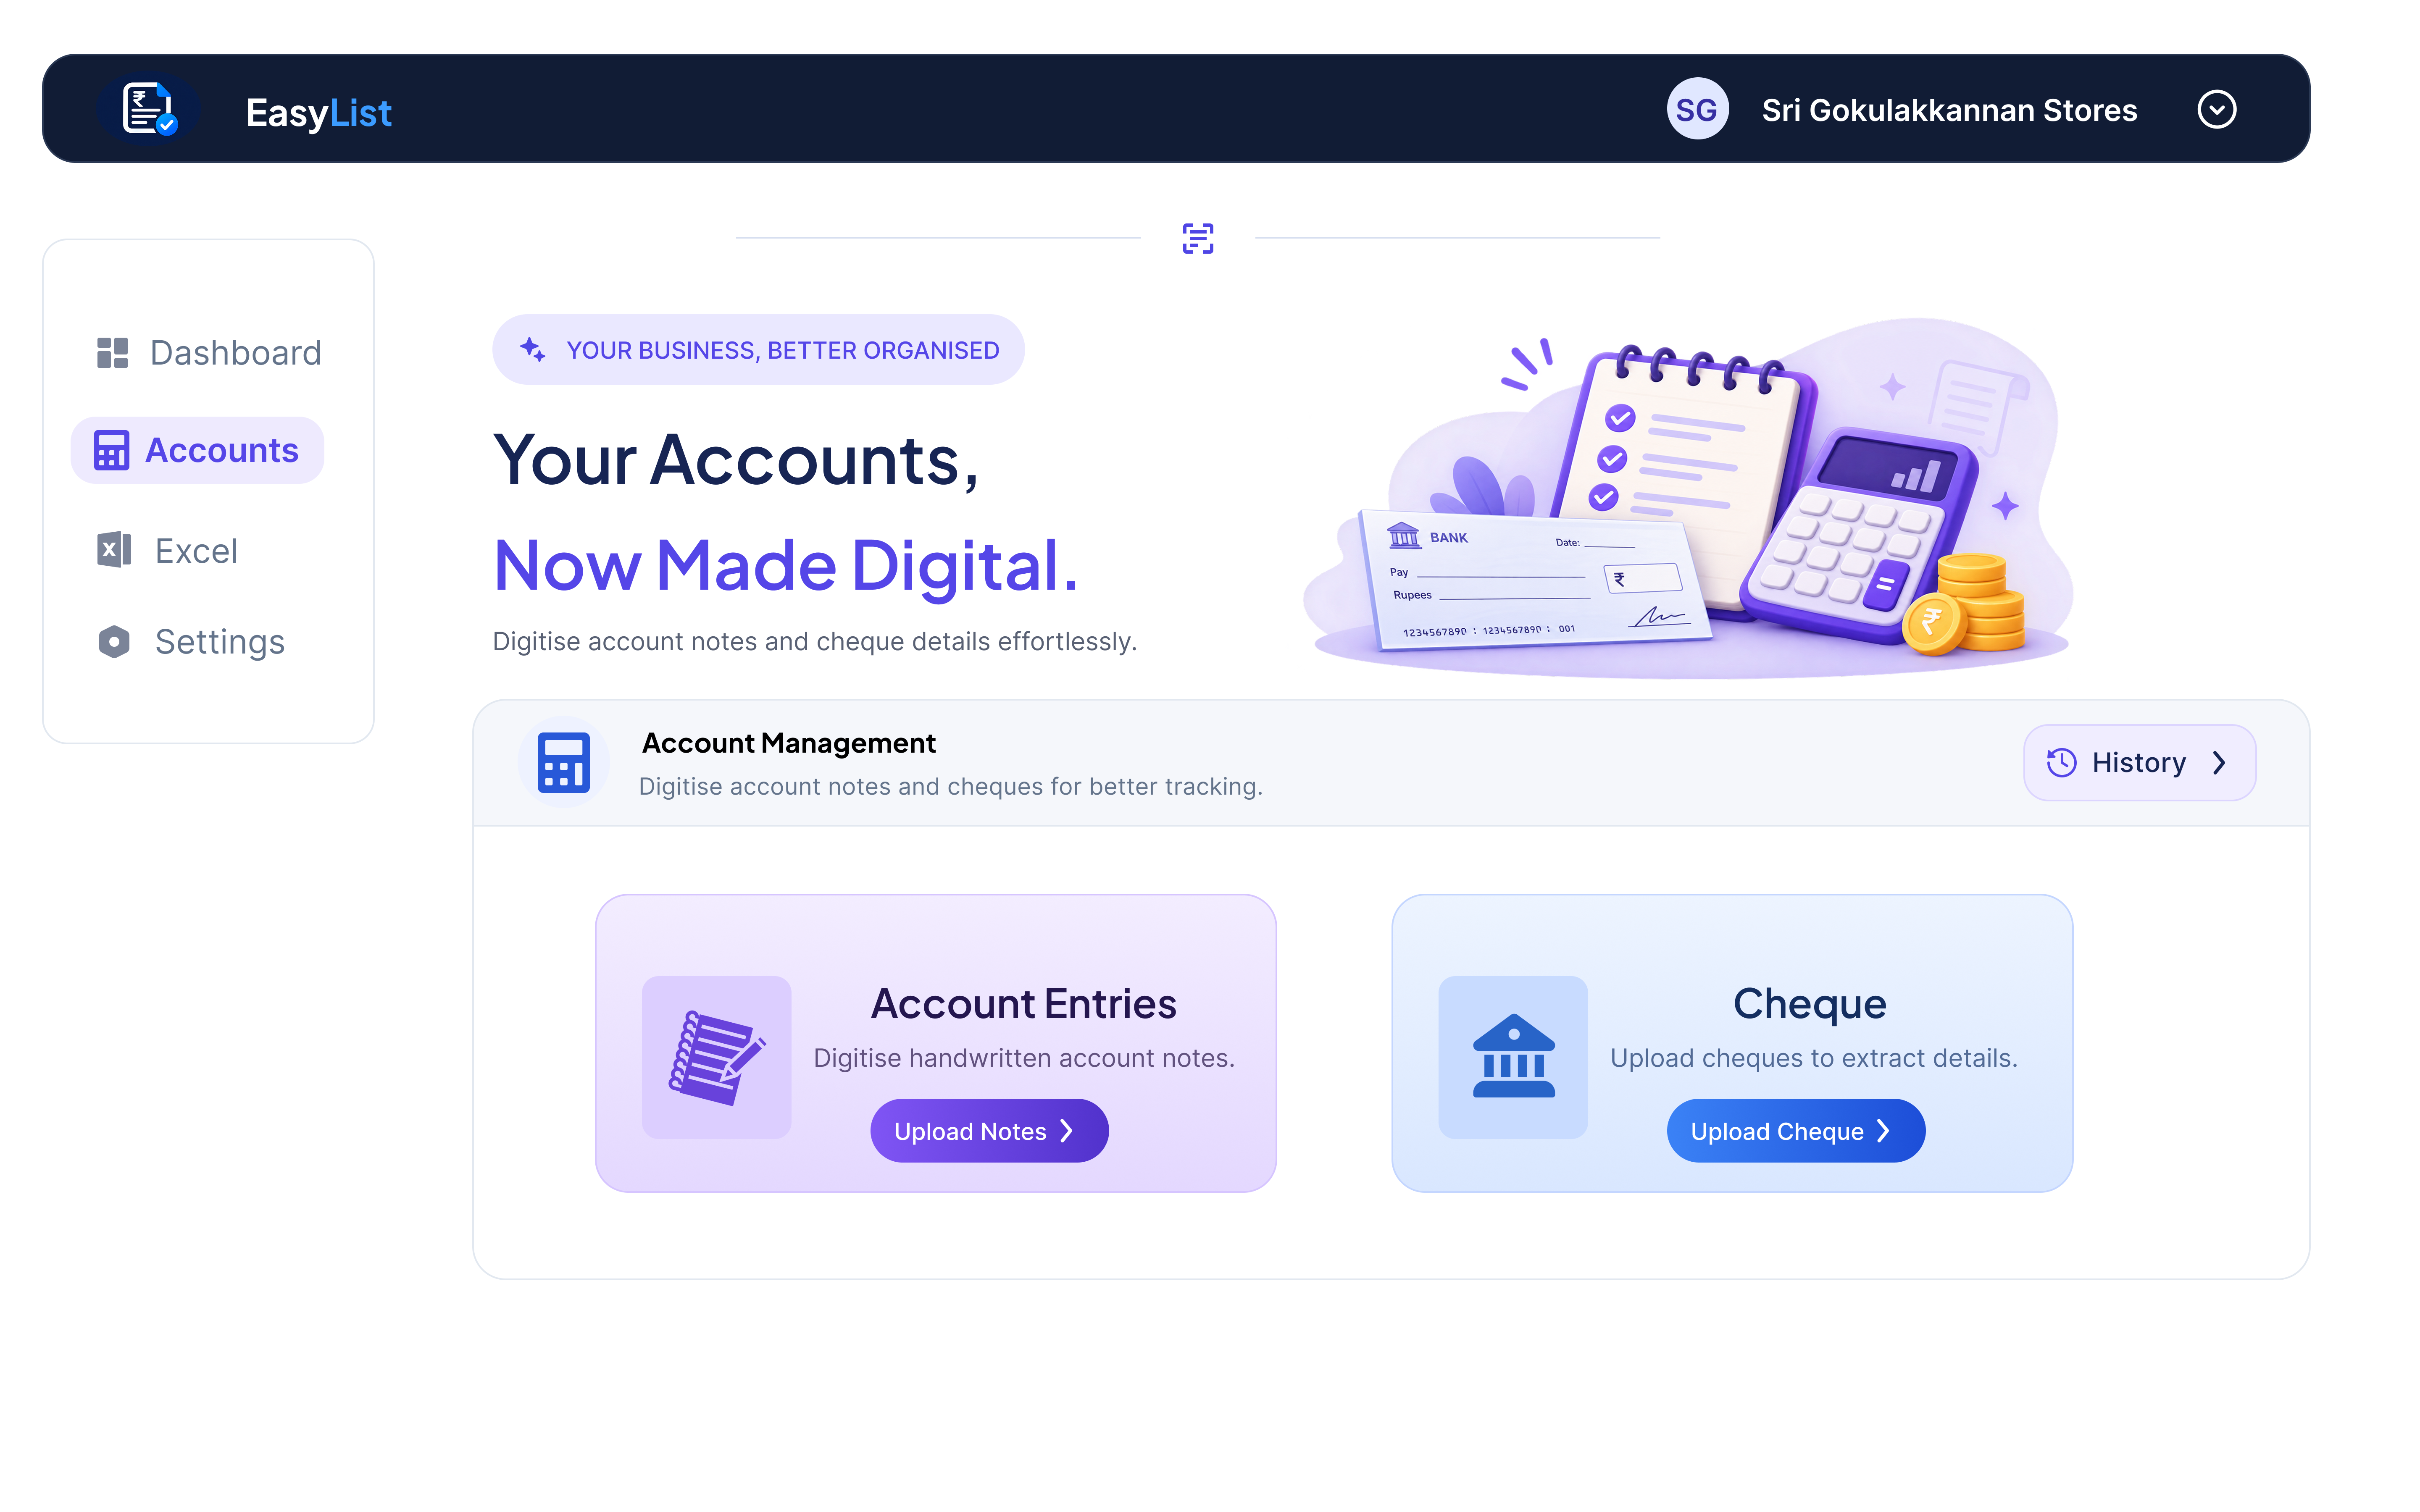 EasyList
SG Sri Gokulakkannan Stores
Dashboard
Accounts
Excel
Settings
YOUR BUSINESS, BETTER ORGANISED
Your Accounts,
Now Made Digital.
Digitise account notes and cheque details effortlessly.
BANK
Date:
Pay
₹
Rupees
1234567890 : 1234567890 : 001
Account Management
Digitise account notes and cheques for better tracking.
History
Account Entries
Digitise handwritten account notes.
Upload Notes
Cheque
Upload cheques to extract details.
Upload Cheque